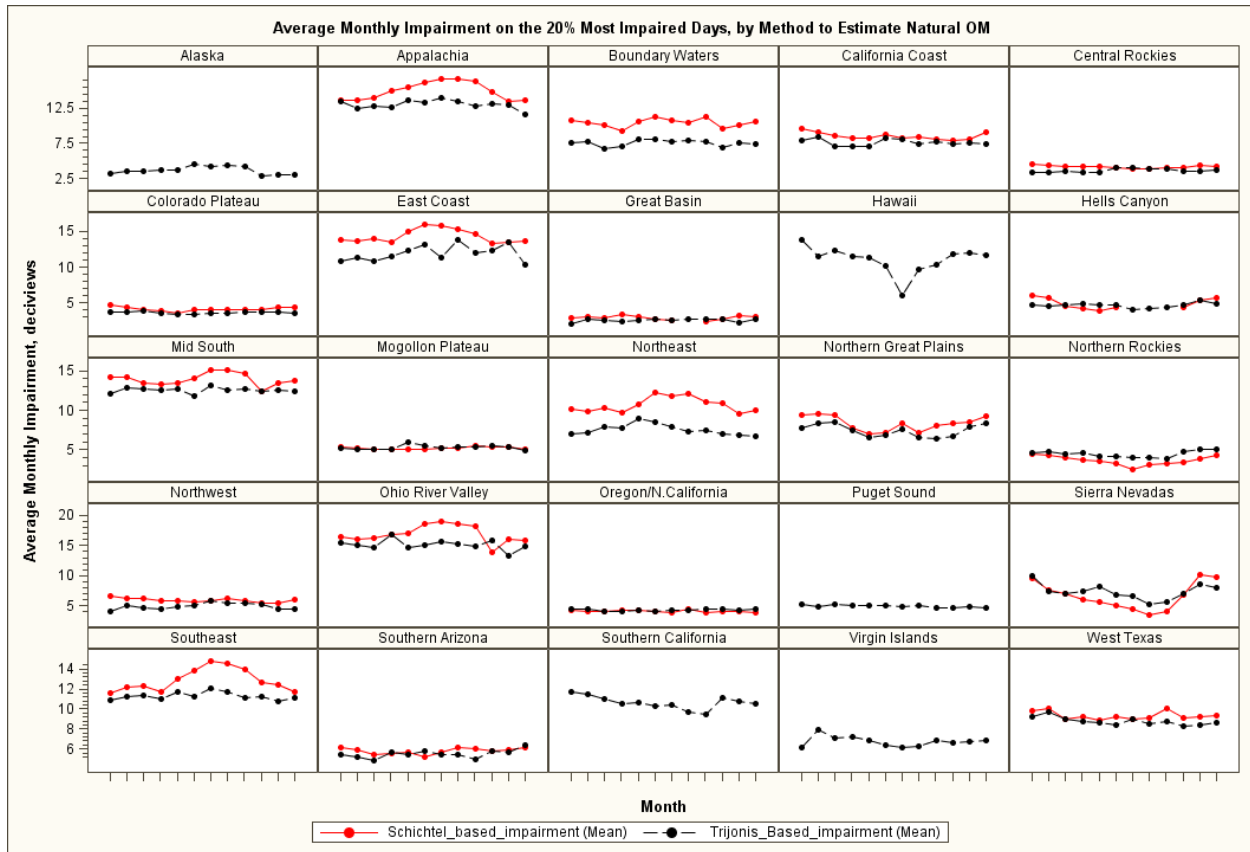 Average Monthly Impairment on the 20% Most Impaired Days, by Method to Estimate Natural OM
Alaska Appalachia Boundary Waters California Coast Central Rockies
12.5
7.5
2.5
Colorado Plateau East Coast Great Basin Hawaii Hells Canyon
15
10
5
Average Monthly Impairment, deciviews
Mid South Mogollon Plateau Northeast Northern Great Plains Northern Rockies
15
10
5
Northwest Ohio River Valley Oregon/N.California Puget Sound Sierra Nevadas
20
15
10
5
Southeast Southern Arizona Southern California Virgin Islands West Texas
14
12
10
8
6
Month
Schichtel_based_impairment (Mean) Trijonis_Based_impairment (Mean)